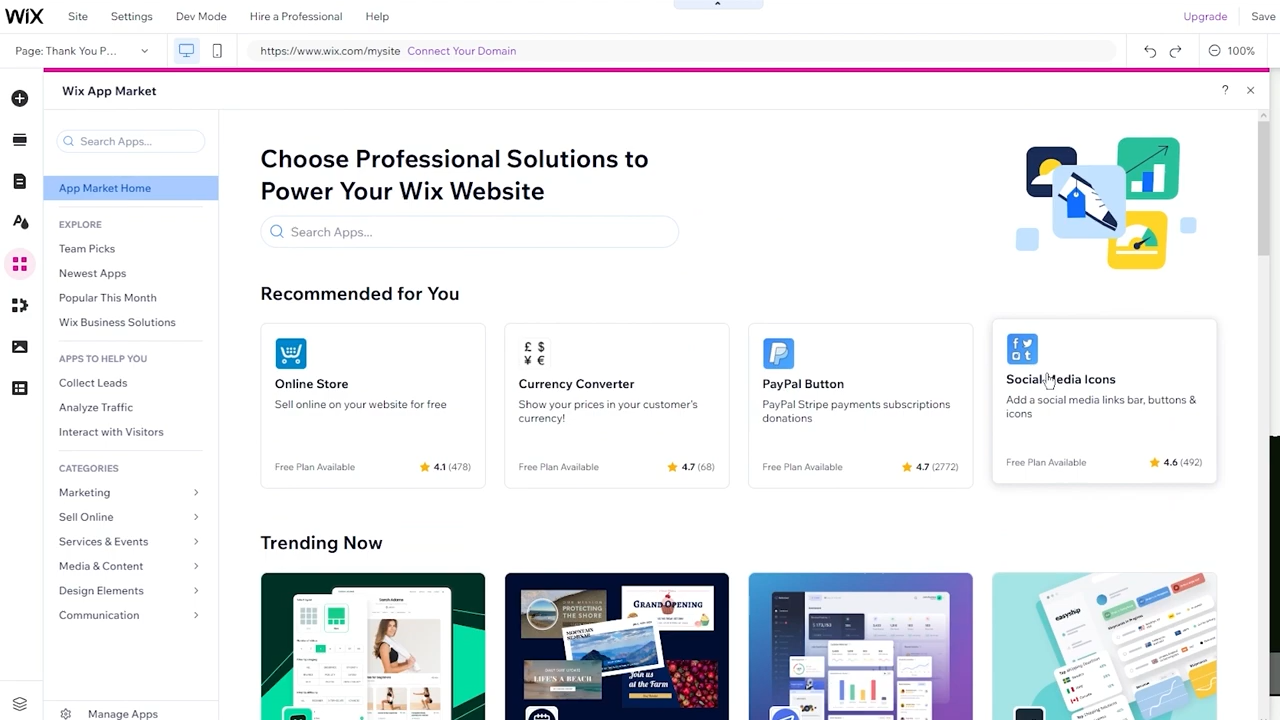 WiX
Site
Settings
Dev Mode
Hire a Professional
Help
Upgrade
Save
Page: Thank You P...
https://www.wix.com/mysite
Connect Your Domain
100%
Wix App Market
?
Search Apps...
App Market Home
EXPLORE
Team Picks
Newest Apps
Popular This Month
Wix Business Solutions
APPS TO HELP YOU
Collect Leads
Analyze Traffic
Interact with Visitors
CATEGORIES
Marketing
Sell Online
Services & Events
Media & Content
Design Elements
Communication
Manage Apps
Choose Professional Solutions to
Power Your Wix Website
Search Apps...
Recommended for You
Online Store
Sell online on your website for free
Free Plan Available
4.1 (478)
£ $
¥ €
Currency Converter
Show your prices in your customer's
currency!
Free Plan Available
4.7 (68)
PayPal Button
PayPal Stripe payments subscriptions
donations
Free Plan Available
4.7 (2772)
Social Media Icons
Add a social media links bar, buttons &
icons
Free Plan Available
4.6 (492)
Trending Now
PROTECTING
THE SHORE
GRAND OPENING
MOUNTAIN
LIFE'S A BEACH
Join us
at the Farm
easyship